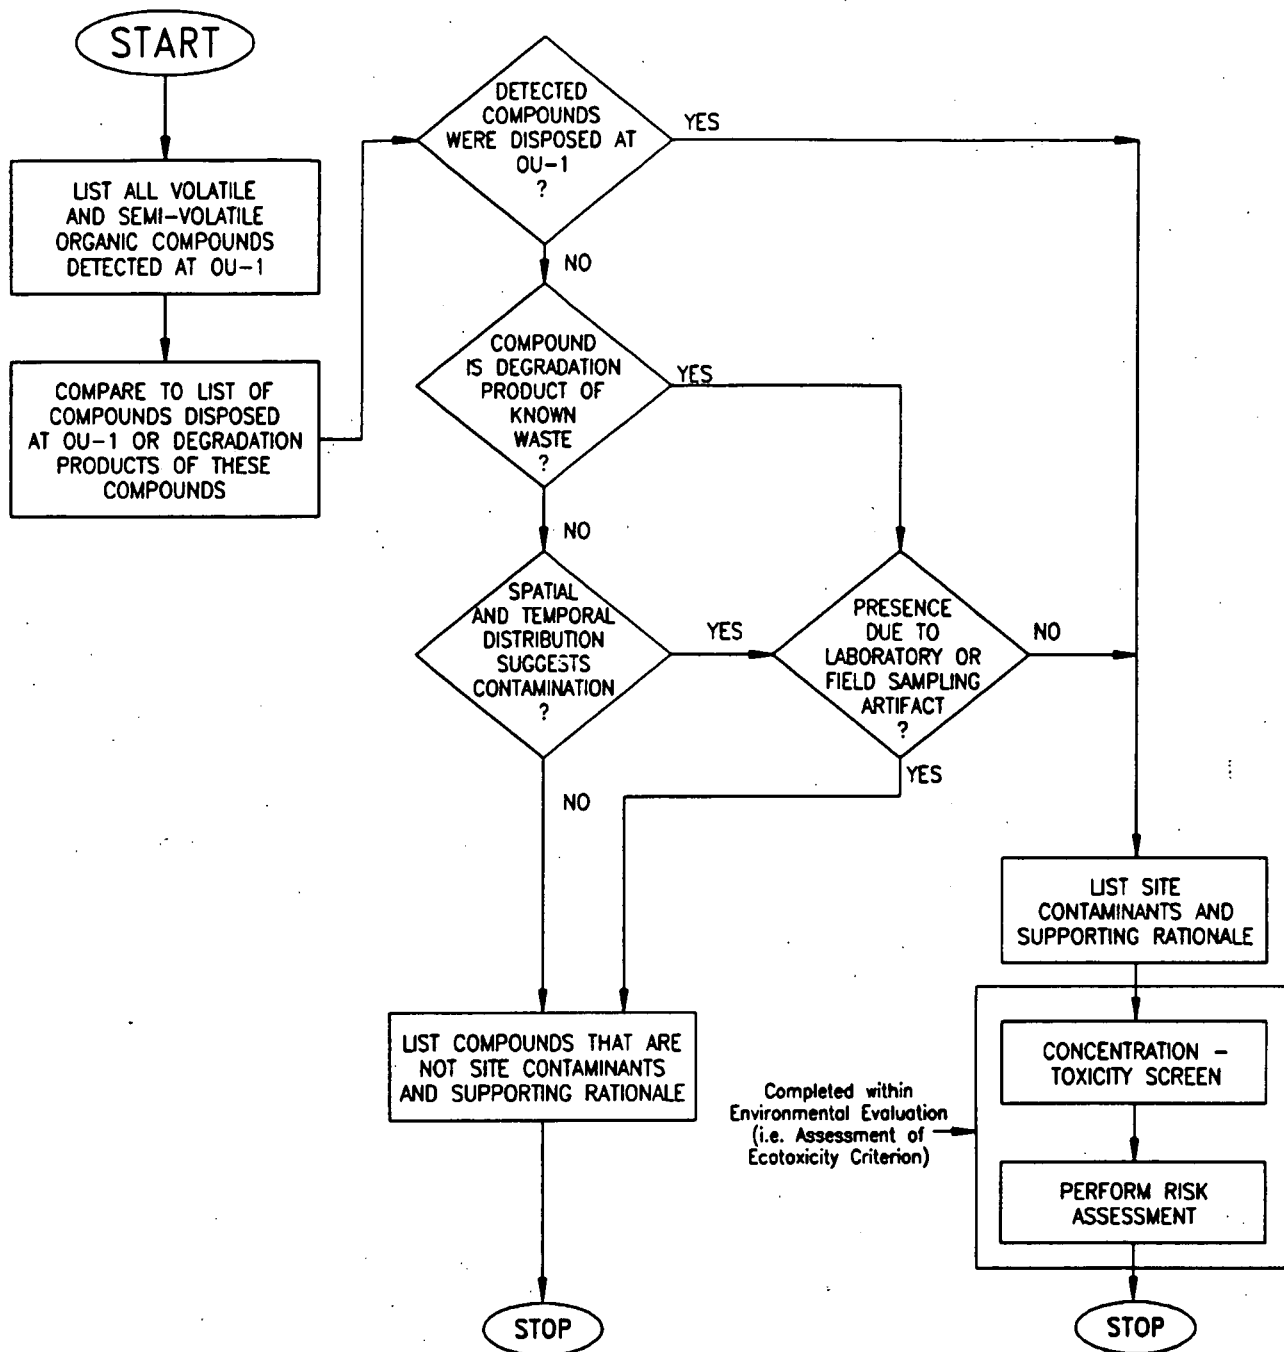 START
LIST ALL VOLATILE
AND SEMI-VOLATILE
ORGANIC COMPOUNDS
DETECTED AT OU-1
COMPARE TO LIST OF
COMPOUNDS DISPOSED
AT OU-1 OR DEGRADATION
PRODUCTS OF THESE
COMPOUNDS
DETECTED
COMPOUNDS
WERE DISPOSED AT
OU-1
?
YES
NO
COMPOUND
IS DEGRADATION
PRODUCT OF
KNOWN
WASTE
?
YES
NO
SPATIAL
AND TEMPORAL
DISTRIBUTION
SUGGESTS
CONTAMINATION
?
YES
NO
PRESENCE
DUE TO
LABORATORY OR
FIELD SAMPLING
ARTIFACT
?
NO
YES
LIST SITE
CONTAMINANTS AND
SUPPORTING RATIONALE
LIST COMPOUNDS THAT ARE
NOT SITE CONTAMINANTS
AND SUPPORTING RATIONALE
CONCENTRATION -
TOXICITY SCREEN
Completed within
Environmental Evaluation
(i.e. Assessment of
Ecotoxicity Criterion)
PERFORM RISK
ASSESSMENT
STOP
STOP